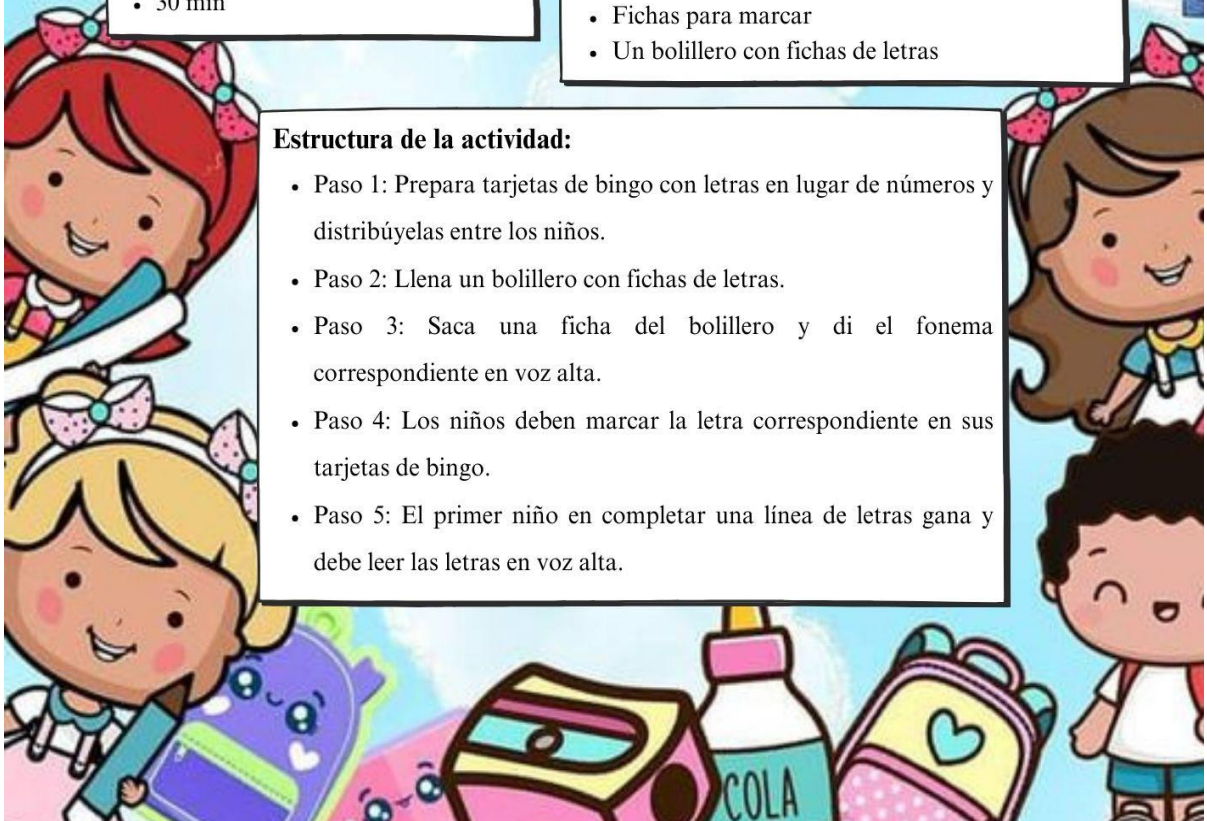 • 30 min
• Fichas para marcar
• Un bolillero con fichas de letras
Estructura de la actividad:
• Paso 1: Prepara tarjetas de bingo con letras en lugar de números y
distribúyelas entre los niños.
• Paso 2: Llena un bolillero con fichas de letras.
• Paso 3: Saca una ficha del bolillero y di el fonema
correspondiente en voz alta.
• Paso 4: Los niños deben marcar la letra correspondiente en sus
tarjetas de bingo.
• Paso 5: El primer niño en completar una línea de letras gana y
debe leer las letras en voz alta.
COLA